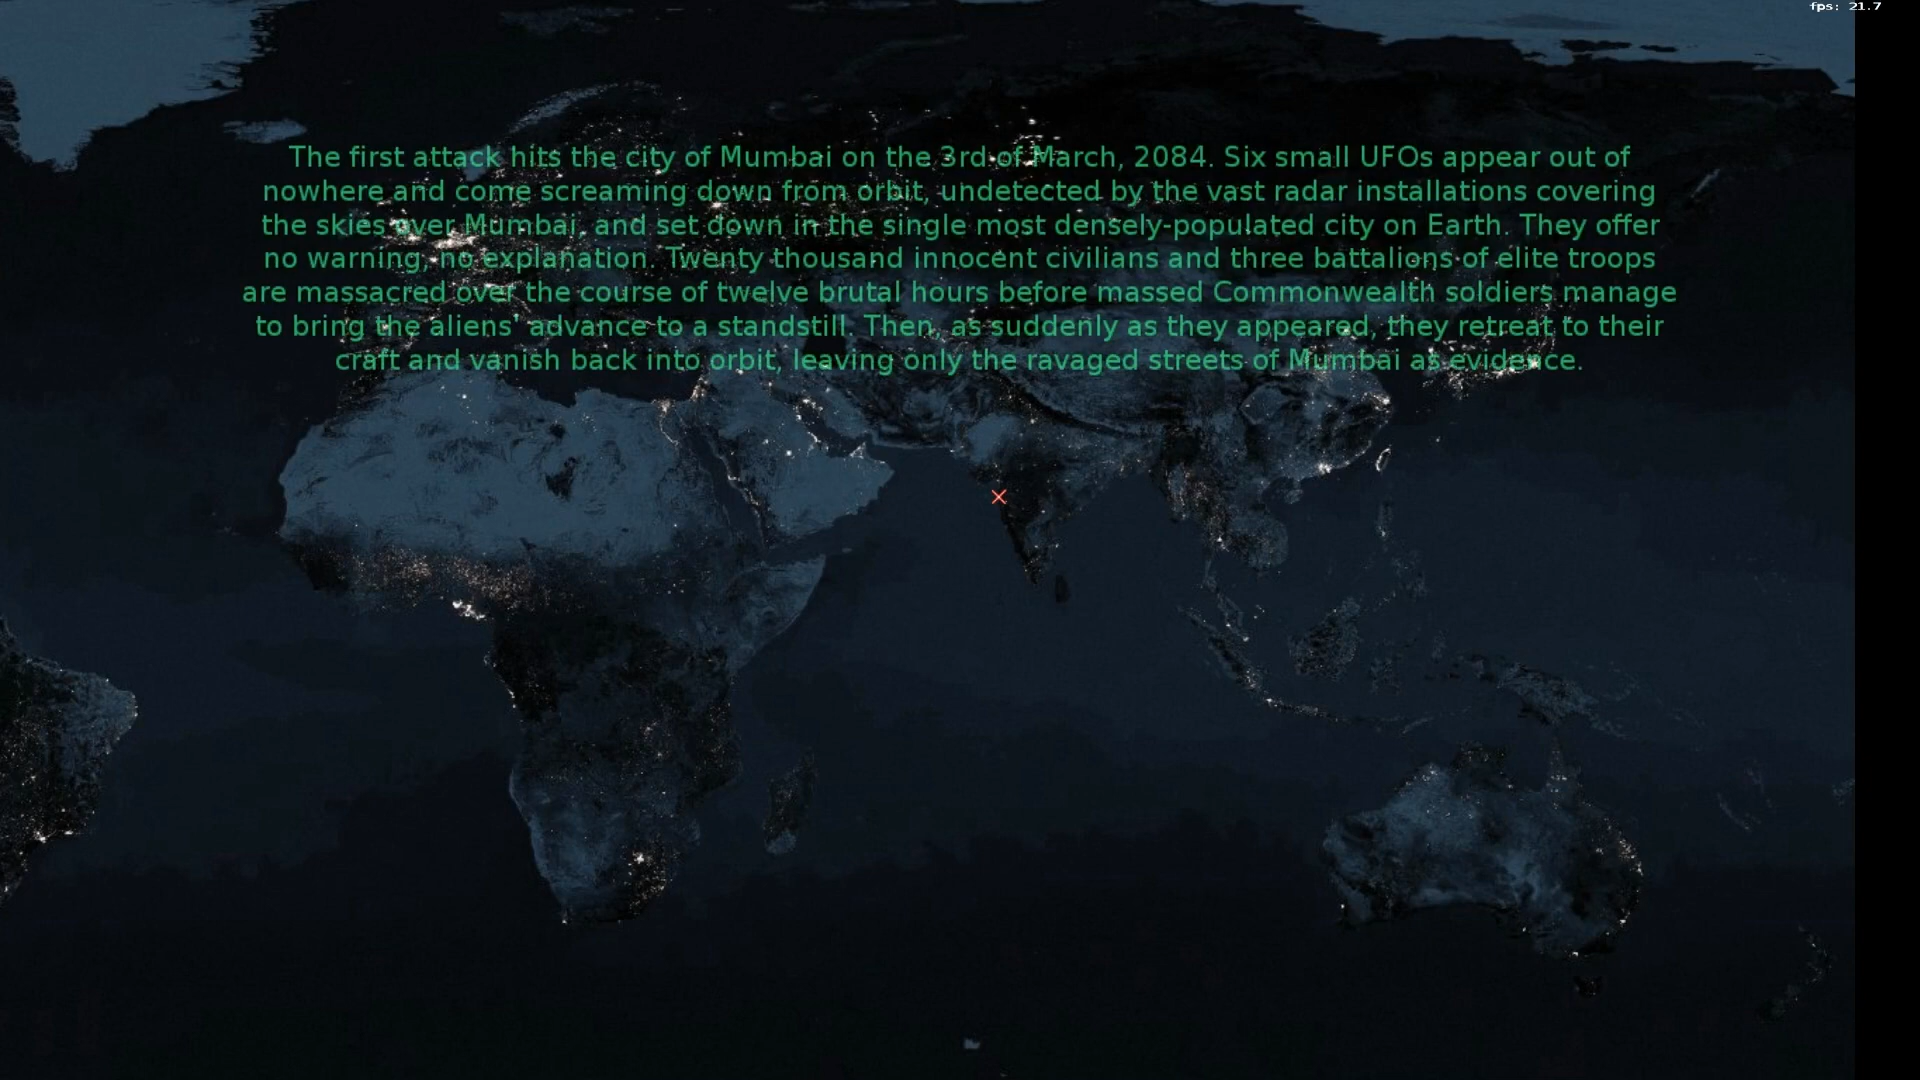 fps: 21.7
The first attack hits the city of Mumbai on the 3rd of March, 2084. Six small UFOs appear out of
nowhere and come screaming down from orbit, undetected by the vast radar installations covering
the skies over Mumbai, and set down in the single most densely-populated city on Earth. They offer
no warning, no explanation. Twenty thousand innocent civilians and three battalions of elite troops
are massacred over the course of twelve brutal hours before massed Commonwealth soldiers manage
to bring the aliens' advance to a standstill. Then, as suddenly as they appeared, they retreat to their
craft and vanish back into orbit, leaving only the ravaged streets of Mumbai as evidence.